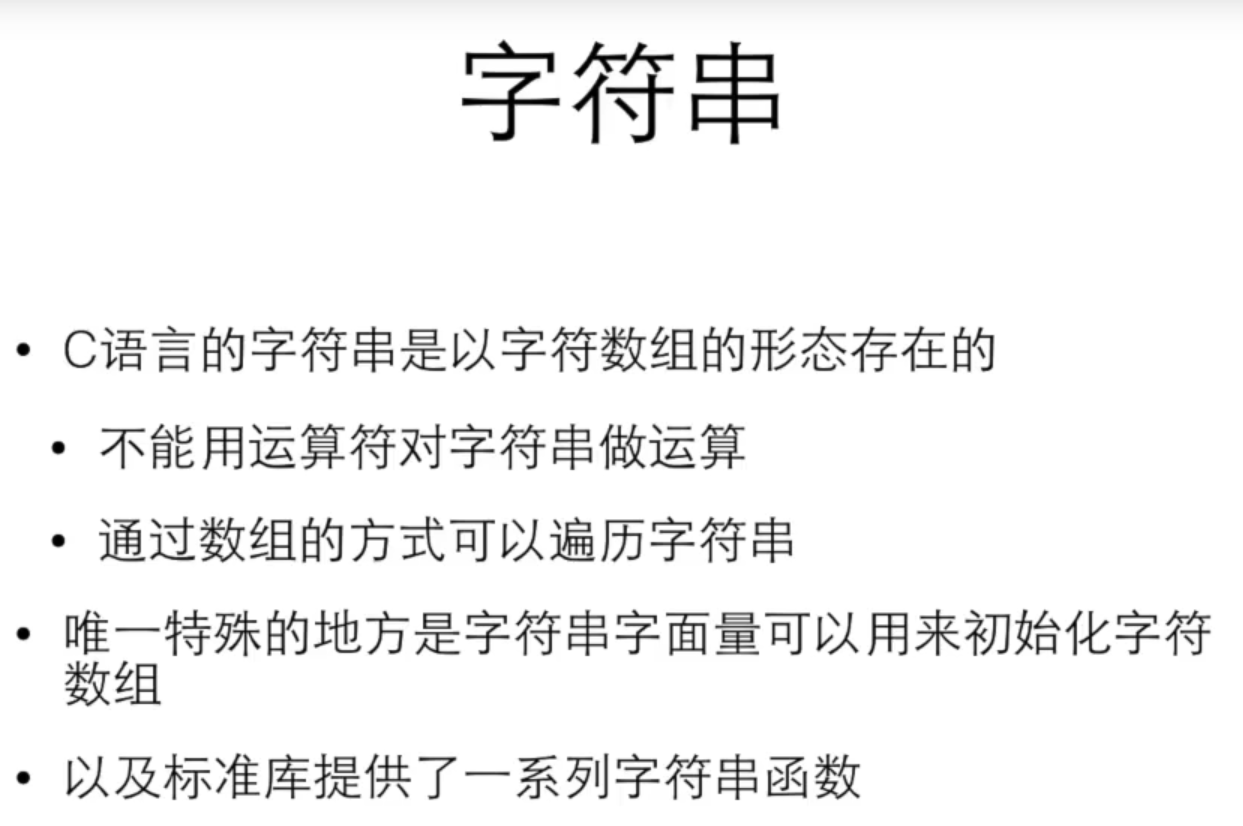 字符串
• C语言的字符串是以字符数组的形态存在的
• 不能用运算符对字符串做运算
• 通过数组的方式可以遍历字符串
• 唯一特殊的地方是字符串字面量可以用来初始化字符
数组
• 以及标准库提供了一系列字符串函数